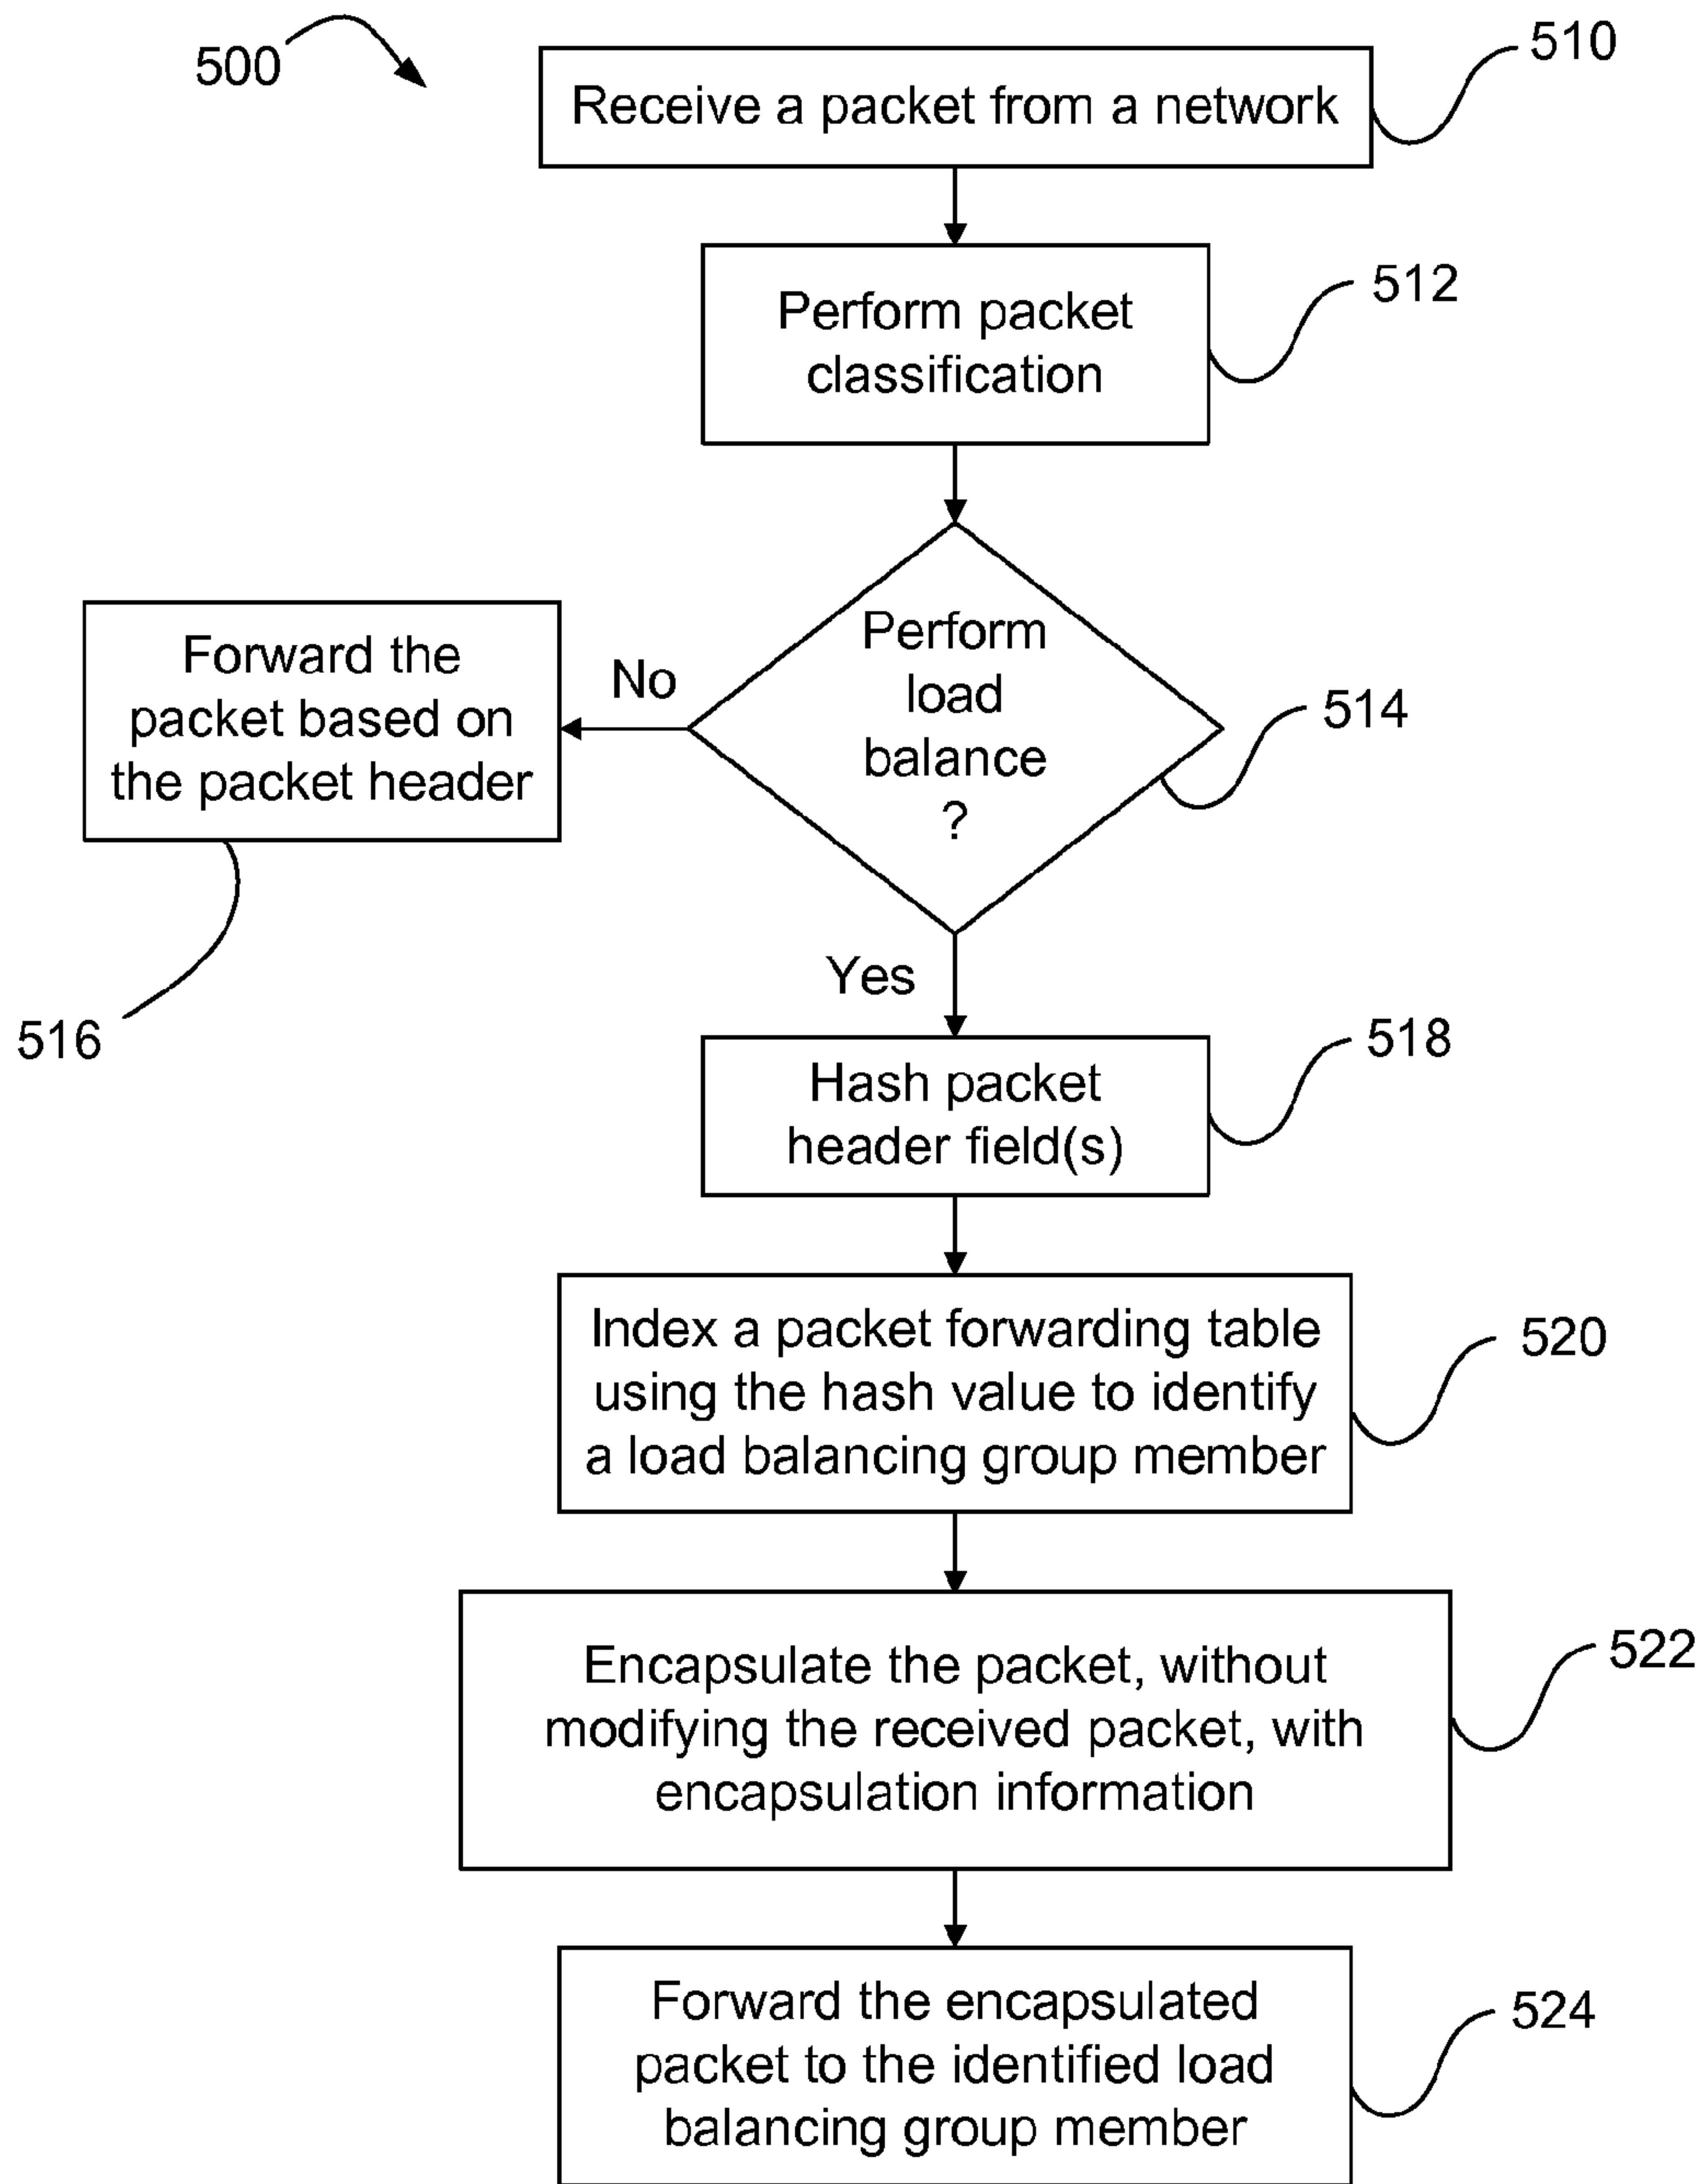 500
510
Receive a packet from a network
512
Perform packet
classification
Perform
load
balance
?
514
No
Forward the
packet based on
the packet header
516
Yes
518
Hash packet
header field(s)
Index a packet forwarding table
using the hash value to identify
a load balancing group member
520
Encapsulate the packet, without
modifying the received packet, with
encapsulation information
522
Forward the encapsulated
packet to the identified load
balancing group member
524